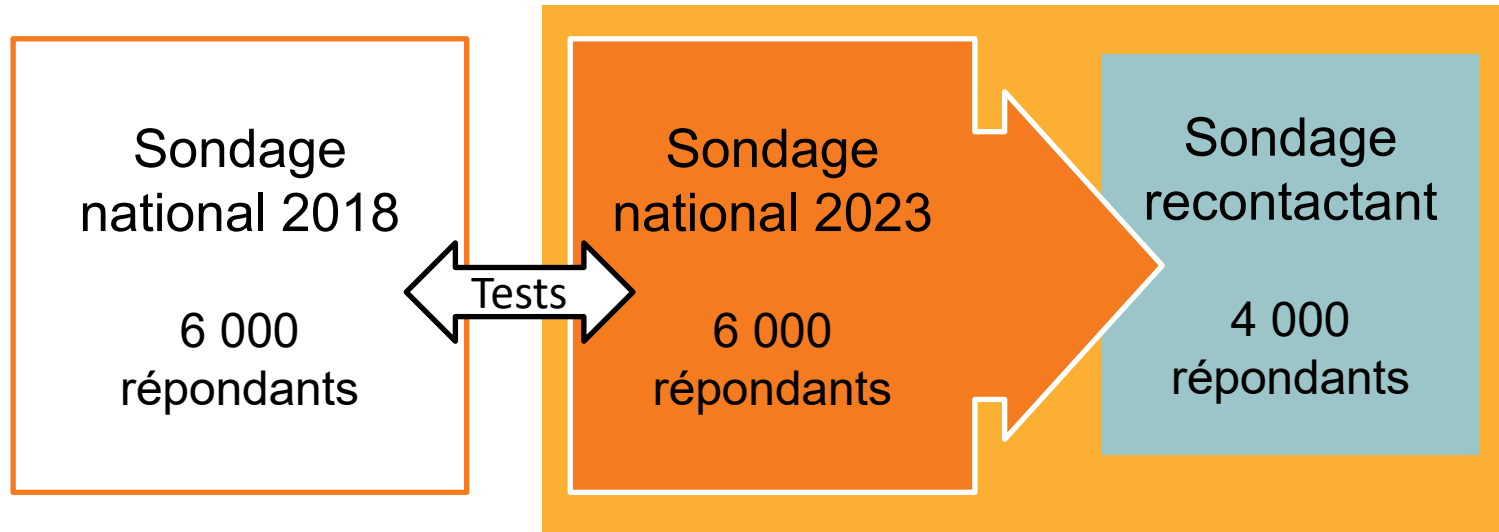 Sondage
national 2018
6 000
répondants
Tests
Sondage
national 2023
6 000
répondants
Sondage
recontactant
4 000
répondants